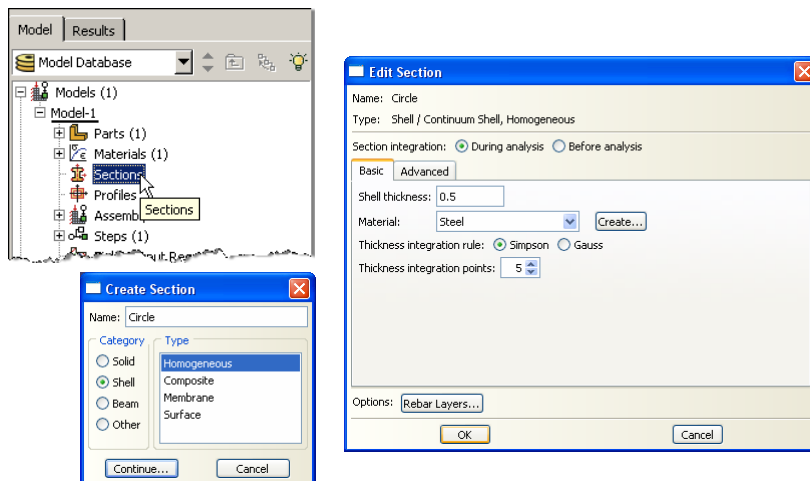 Model Results
Model Database
Models (1)
Model-1
Parts (1)
Materials (1)
Sections
Profiles
Sections
Assemb
Steps (1)
Create Section
Name: Circle
Category Type
Solid
Shell
Beam
Other
Homogeneous
Composite
Membrane
Surface
Continue... Cancel
Edit Section
Name: Circle
Type: Shell / Continuum Shell, Homogeneous
Section integration: During analysis Before analysis
Basic Advanced
Shell thickness: 0.5
Material: Steel Create...
Thickness integration rule: Simpson Gauss
Thickness integration points: 5
Options: Rebar Layers...
OK Cancel